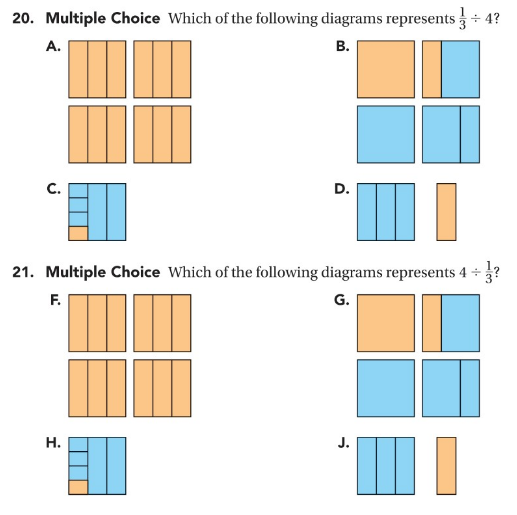 20. Multiple Choice Which of the following diagrams represents 1/3 ÷ 4?
A.
B.
C.
D.
21. Multiple Choice Which of the following diagrams represents 4 ÷ 1/3?
F.
G.
H.
J.